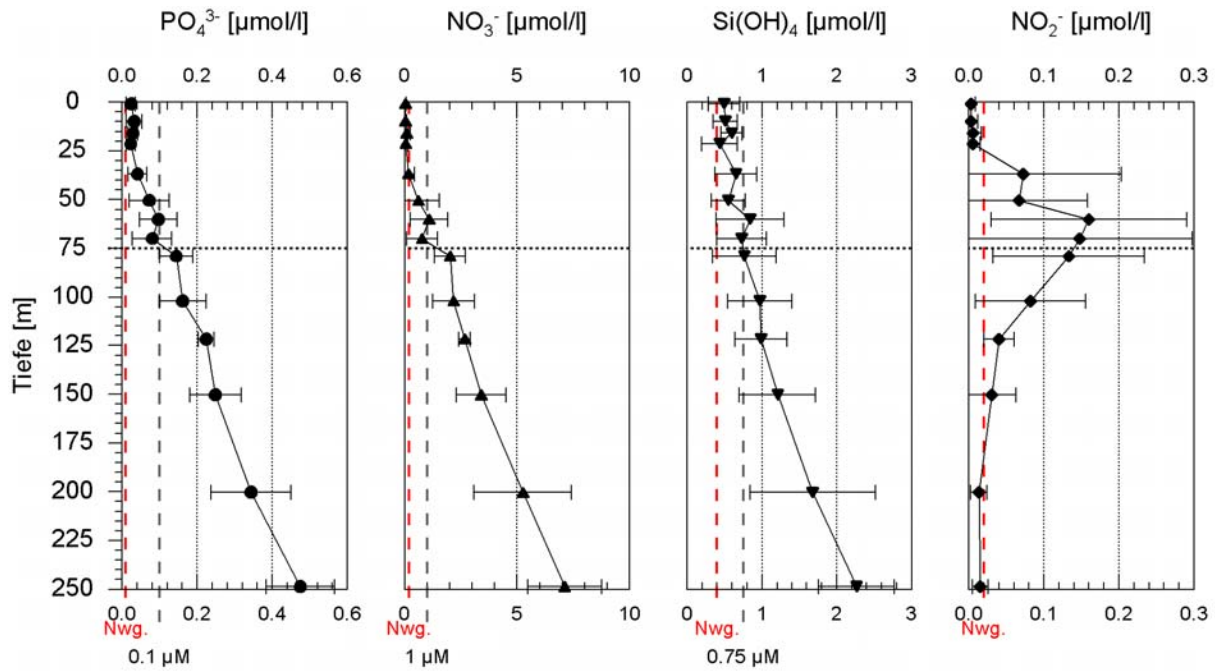 PO₄³⁻ [µmol/l] NO₃⁻ [µmol/l] Si(OH)₄ [µmol/l] NO₂⁻ [µmol/l]
0.0 0.2 0.4 0.6 0 5 10 0 1 2 3 0.0 0.1 0.2 0.3
0
25
50
75
100
125
150
175
200
225
250
Tiefe [m]
0.0 0.2 0.4 0.6 0 5 10 0 1 2 3 0.0 0.1 0.2 0.3
Nwg. Nwg. Nwg. Nwg.
0.1 µM 1 µM 0.75 µM